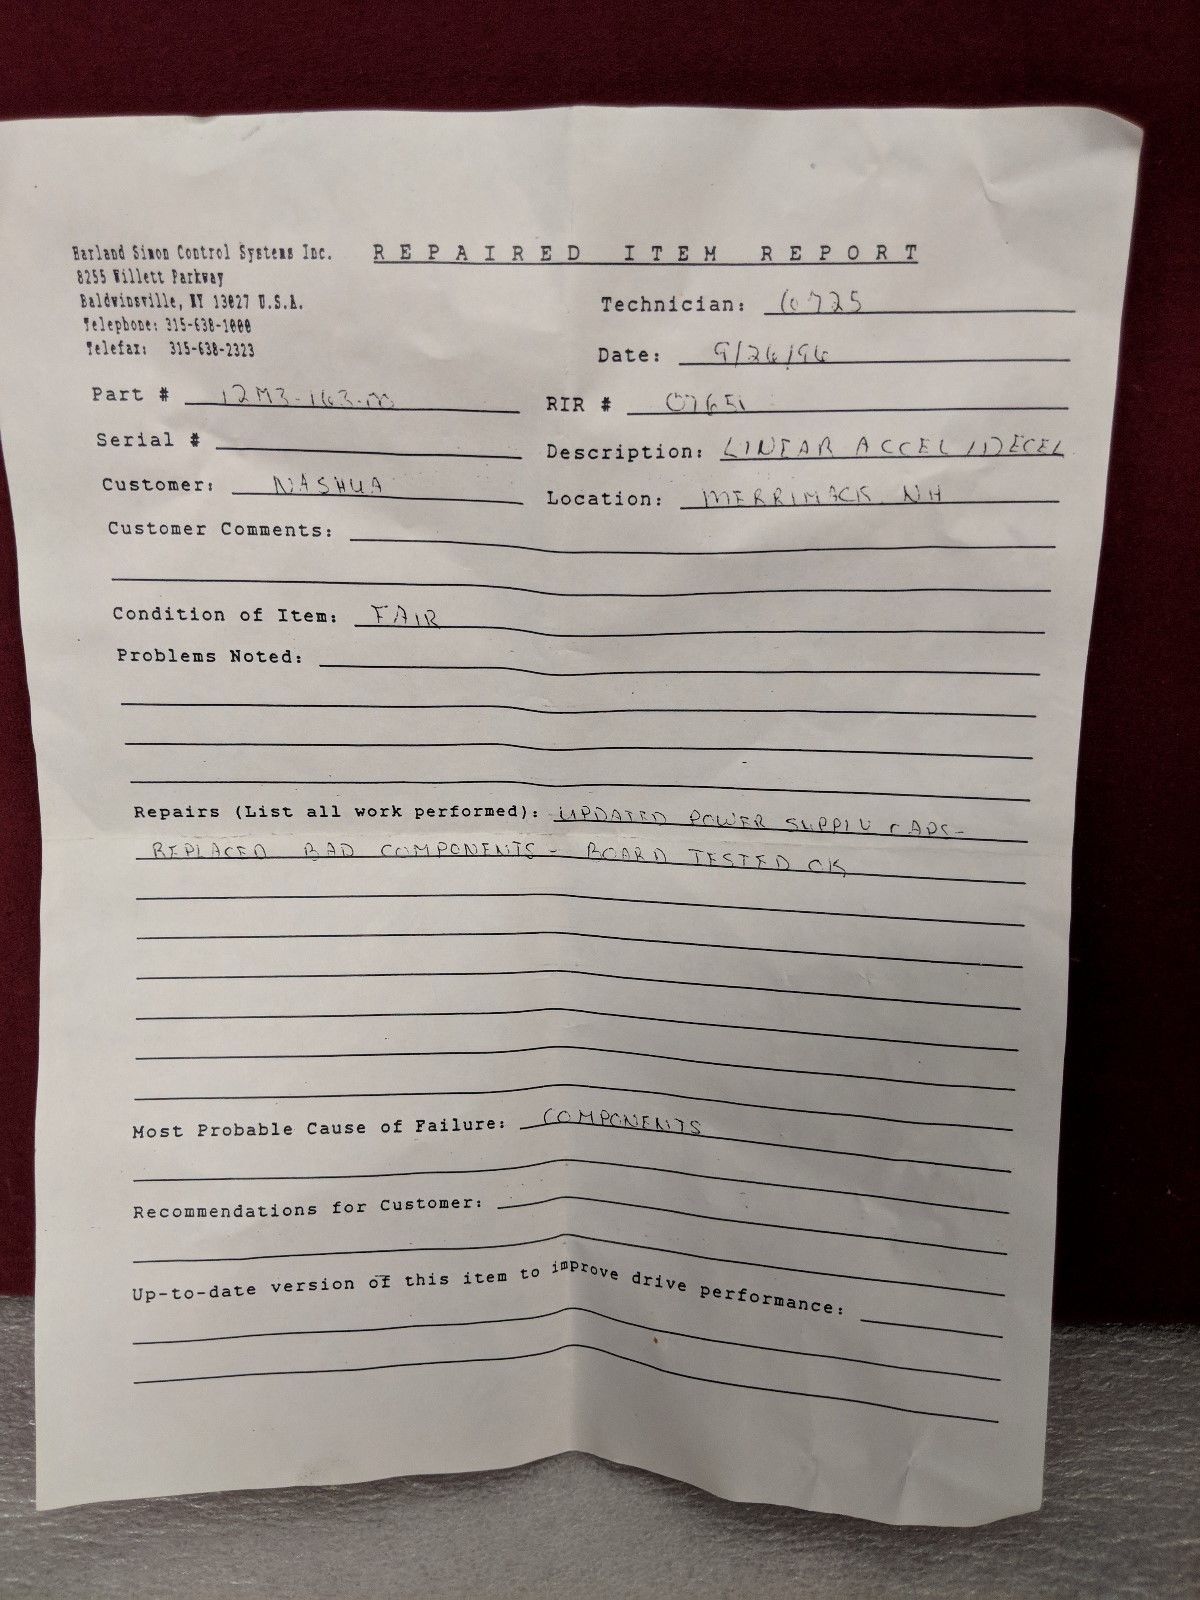 Harland Simon Control Systems Inc. REPAIRED ITEM REPORT
8255 Willett Parkway
Baldwinsville, NY 13027 U.S.A.
Telephone: 315-638-1000
Telefax: 315-638-2323
Technician: 6725
Date: 9/26/96
Part # 12M3-163-00 RIR # 07651
Serial # Description: LINEAR ACCEL/DECEL
Customer: NASHUA Location: MERRIMACK NH
Customer Comments:
Condition of Item: FAIR
Problems Noted:
Repairs (List all work performed): UPDATED POWER SUPPLY CAPS-
REPLACED BAD COMPONENTS - BOARD TESTED OK
Most Probable Cause of Failure: COMPONENTS
Recommendations for Customer:
Up-to-date version of this item to improve drive performance: